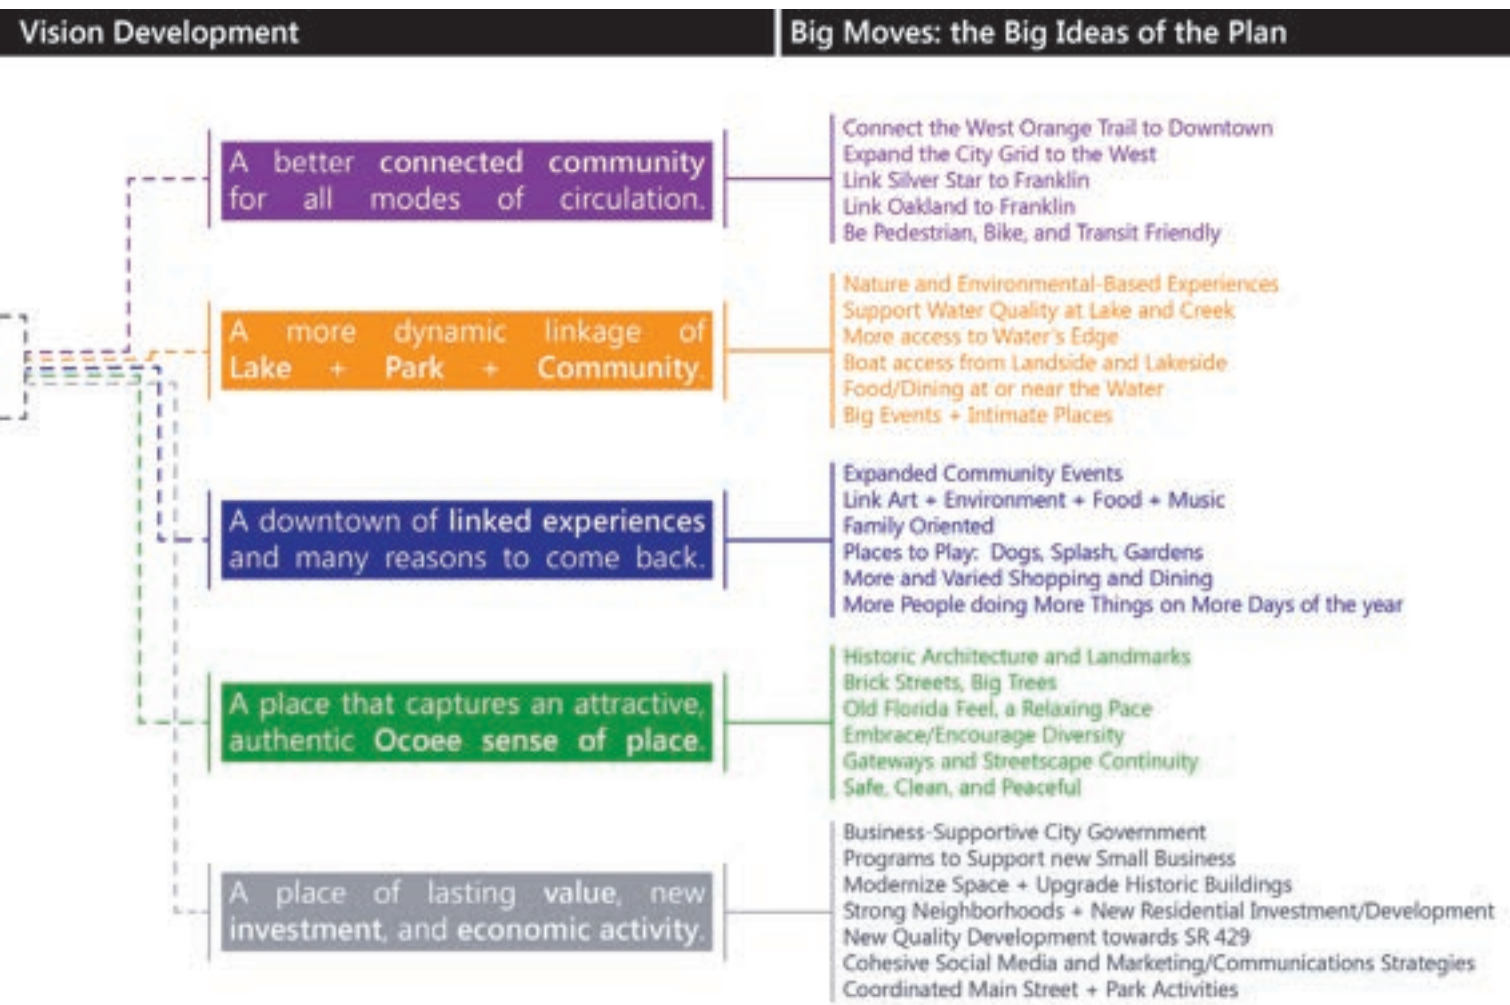 Vision Development
Big Moves: the Big Ideas of the Plan
A better connected community
for all modes of circulation.
Connect the West Orange Trail to Downtown
Expand the City Grid to the West
Link Silver Star to Franklin
Link Oakland to Franklin
Be Pedestrian, Bike, and Transit Friendly
A more dynamic linkage of
Lake + Park + Community.
Nature and Environmental-Based Experiences
Support Water Quality at Lake and Creek
More access to Water's Edge
Boat access from Landside and Lakeside
Food/Dining at or near the Water
Big Events + Intimate Places
A downtown of linked experiences
and many reasons to come back.
Expanded Community Events
Link Art + Environment + Food + Music
Family Oriented
Places to Play: Dogs, Splash, Gardens
More and Varied Shopping and Dining
More People doing More Things on More Days of the year
A place that captures an attractive,
authentic Ocoee sense of place.
Historic Architecture and Landmarks
Brick Streets, Big Trees
Old Florida Feel, a Relaxing Pace
Embrace/Encourage Diversity
Gateways and Streetscape Continuity
Safe, Clean, and Peaceful
A place of lasting value, new
investment, and economic activity.
Business-Supportive City Government
Programs to Support new Small Business
Modernize Space + Upgrade Historic Buildings
Strong Neighborhoods + New Residential Investment/Development
New Quality Development towards SR 429
Cohesive Social Media and Marketing/Communications Strategies
Coordinated Main Street + Park Activities